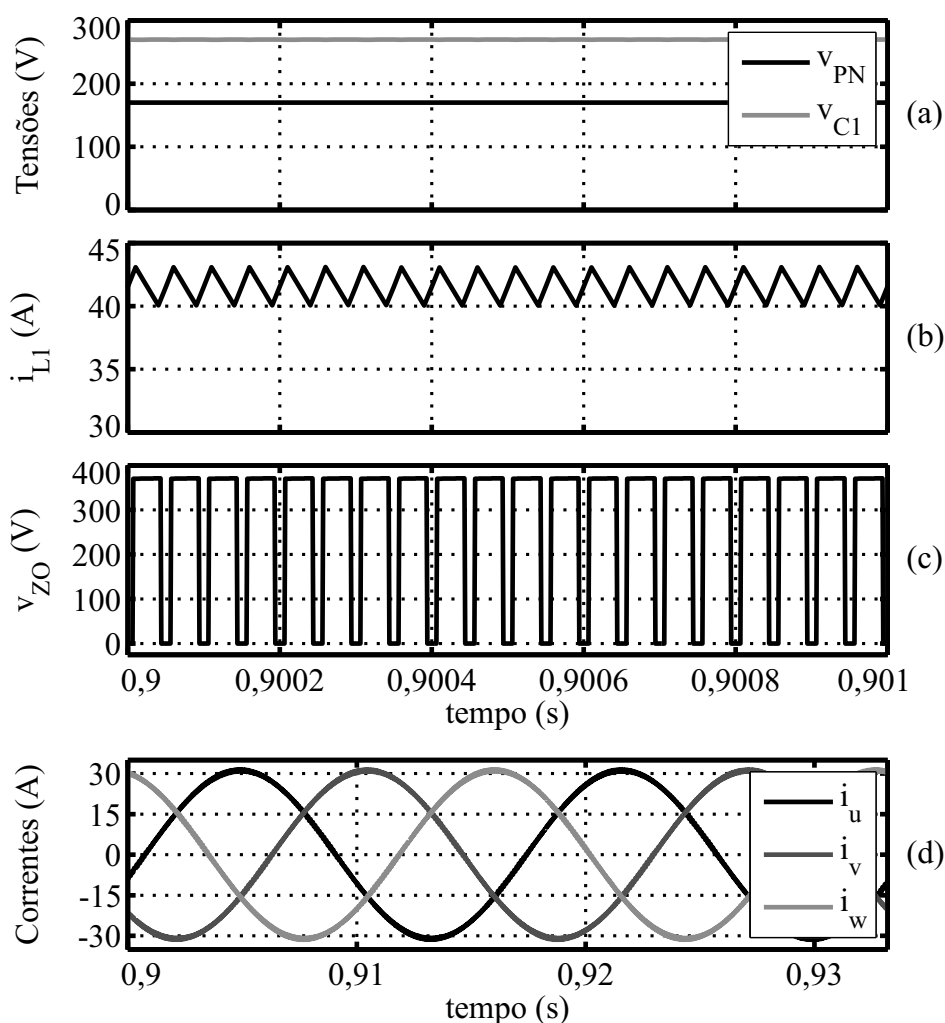 300
200
100
0
Tensões (V)
v_PN
v_C1
(a)
45
40
35
30
i_L1 (A)
(b)
400
300
200
100
0
v_ZO (V)
(c)
0,9 0,9002 0,9004 0,9006 0,9008 0,901
tempo (s)
30
15
0
-15
-30
Correntes (A)
i_u
i_v
i_w
(d)
0,9 0,91 0,92 0,93
tempo (s)